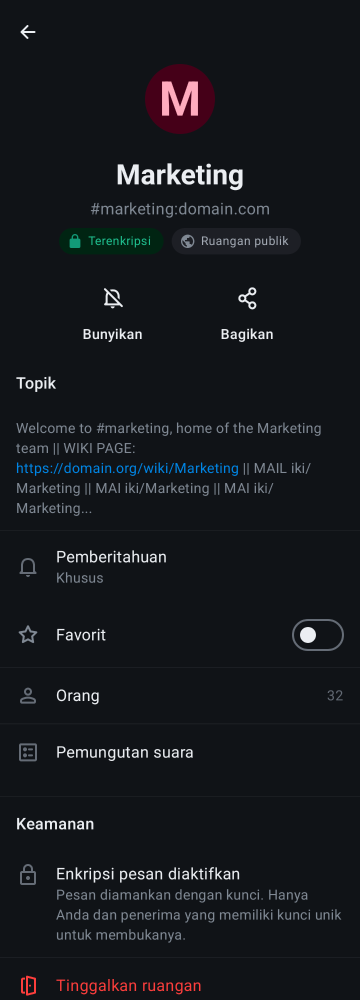 M
Marketing
#marketing:domain.com
Terenkripsi
Ruangan publik
Bunyikan
Bagikan
Topik
Welcome to #marketing, home of the Marketing
team || WIKI PAGE:
https://domain.org/wiki/Marketing || MAIL iki/
Marketing || MAI iki/Marketing || MAI iki/
Marketing...
Pemberitahuan
Khusus
Favorit
Orang
32
Pemungutan suara
Keamanan
Enkripsi pesan diaktifkan
Pesan diamankan dengan kunci. Hanya
Anda dan penerima yang memiliki kunci unik
untuk membukanya.
Tinggalkan ruangan